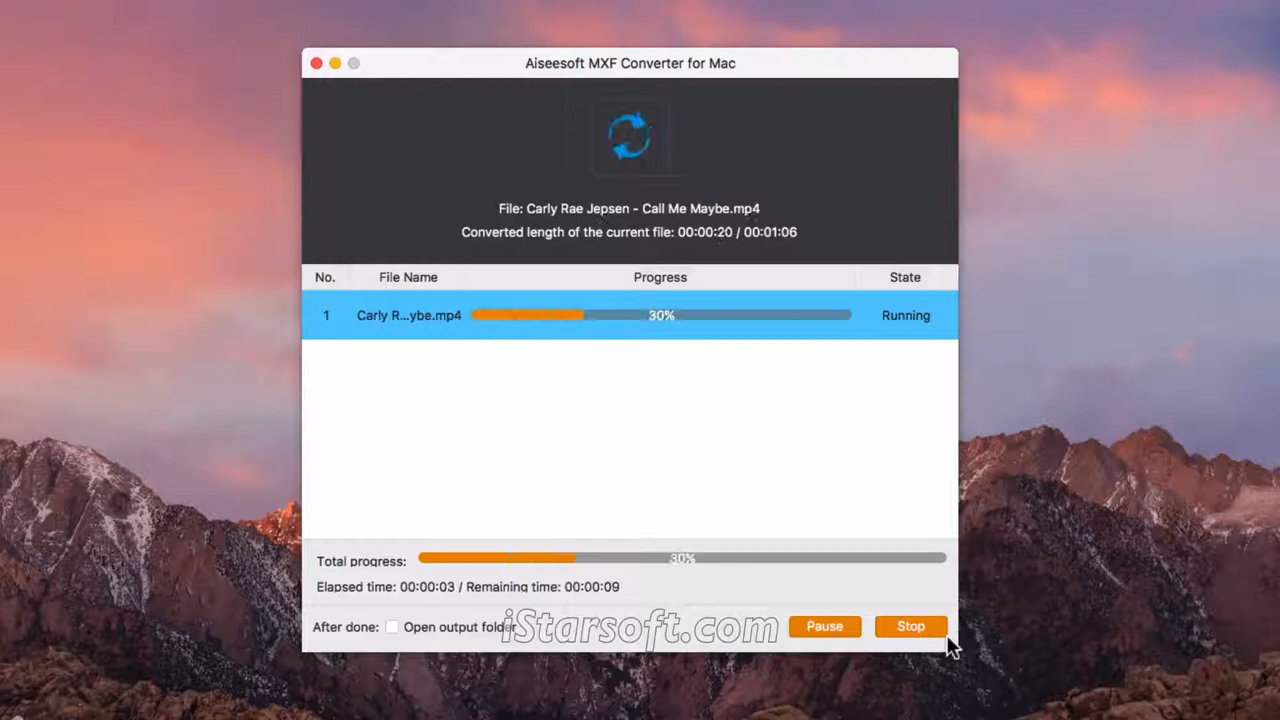 Aiseesoft MXF Converter for Mac
File: Carly Rae Jepsen - Call Me Maybe.mp4
Converted length of the current file: 00:00:20 / 00:01:06
No. File Name Progress State
1 Carly R...ybe.mp4 30% Running
Total progress: 30%
Elapsed time: 00:00:03 / Remaining time: 00:00:09
After done: Open output folder iStarsoft.com Pause Stop